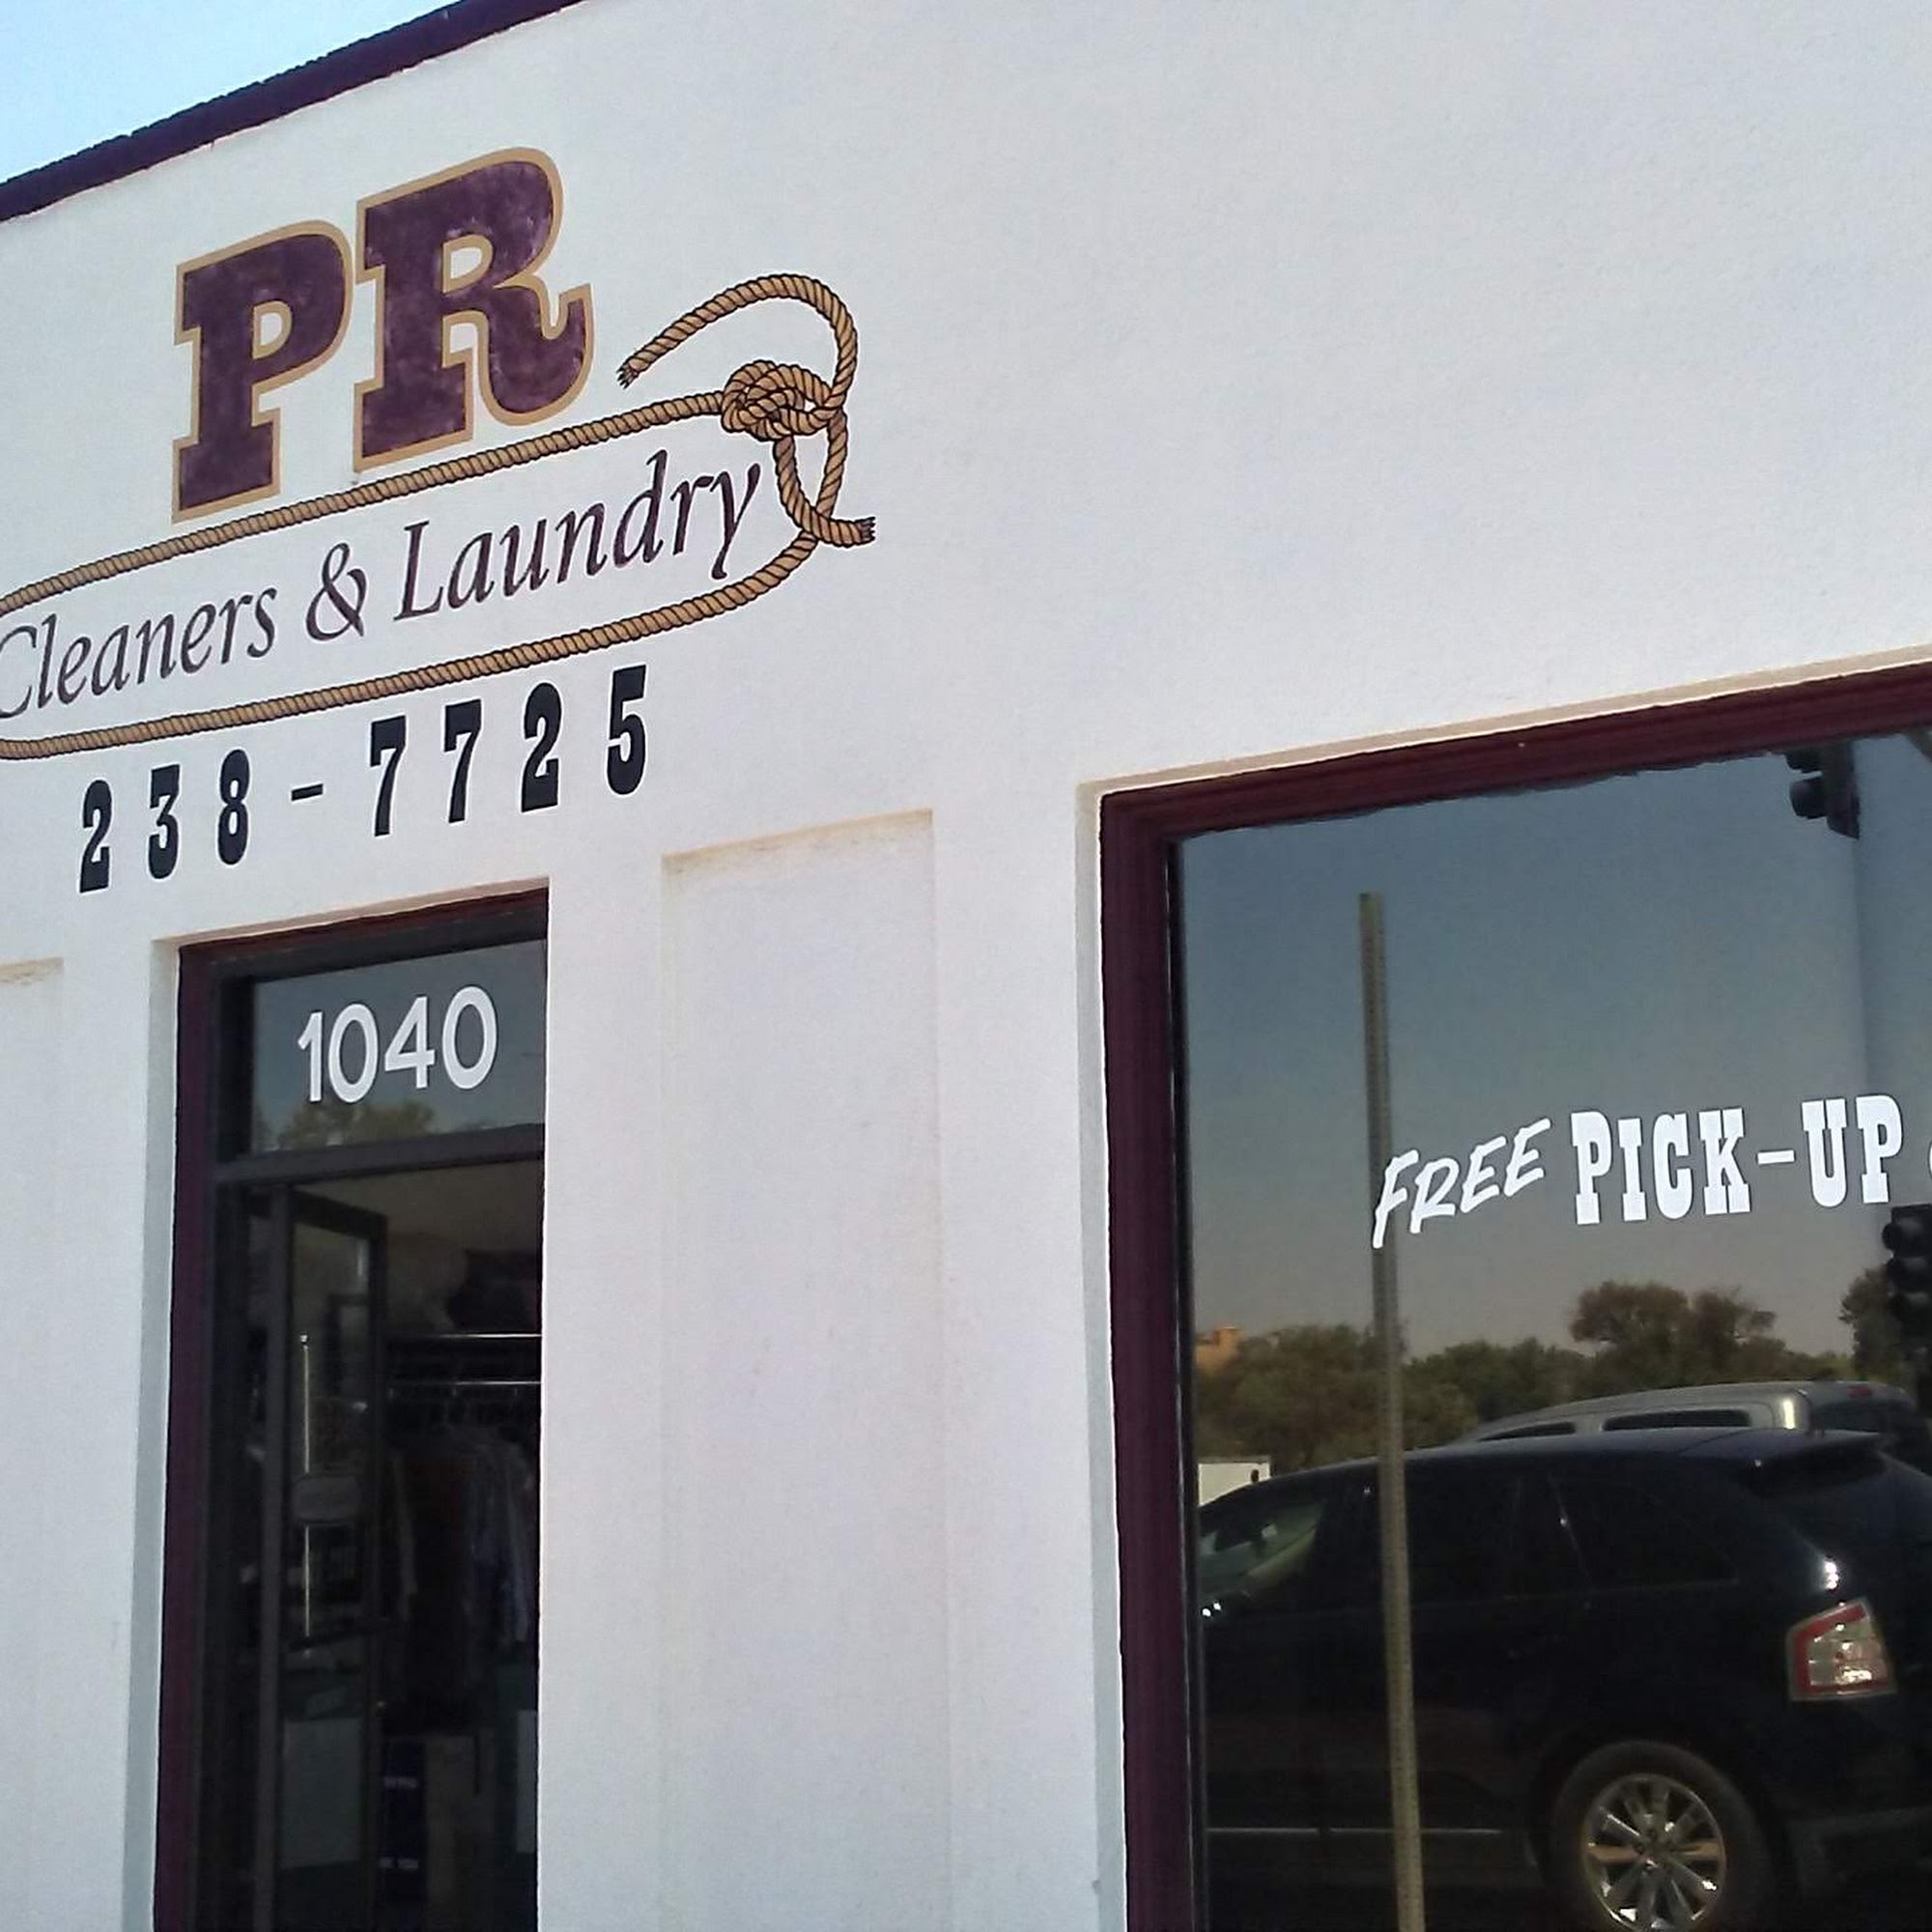 PR
Cleaners & Laundry
238-7725
1040
FREE PICK-UP